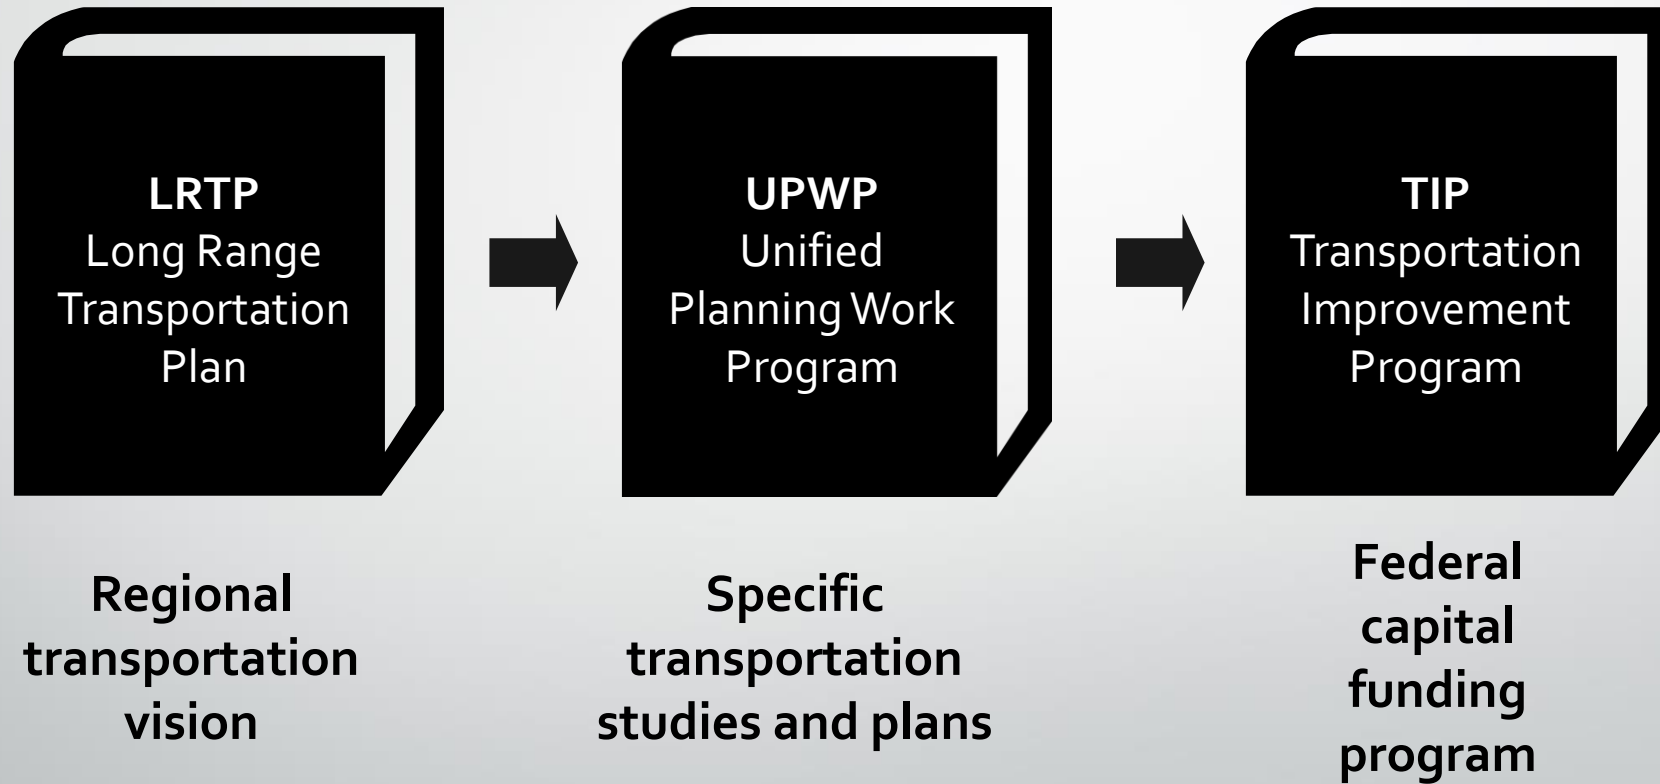 LRTP
Long Range
Transportation
Plan
UPWP
Unified
Planning Work
Program
TIP
Transportation
Improvement
Program
Regional
transportation
vision
Specific
transportation
studies and plans
Federal
capital
funding
program